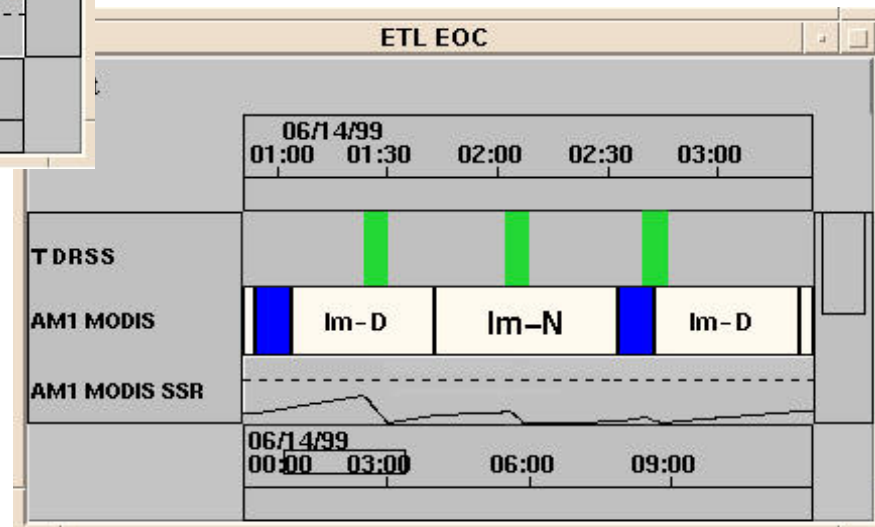 ETL EOC
06/14/99
01:00 01:30 02:00 02:30 03:00
TDRSS
AM1 MODIS Im-D Im-N Im-D
AM1 MODIS SSR
06/14/99
00:00 03:00 06:00 09:00